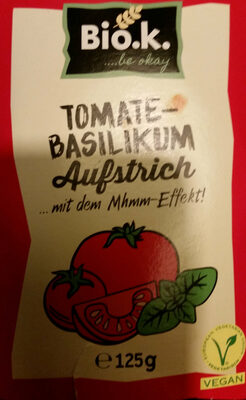 Bio.k.
....be okay
TOMATE-
BASILIKUM
Aufstrich
...mit dem Mhmm-Effekt!
e 125g
V
VEGAN